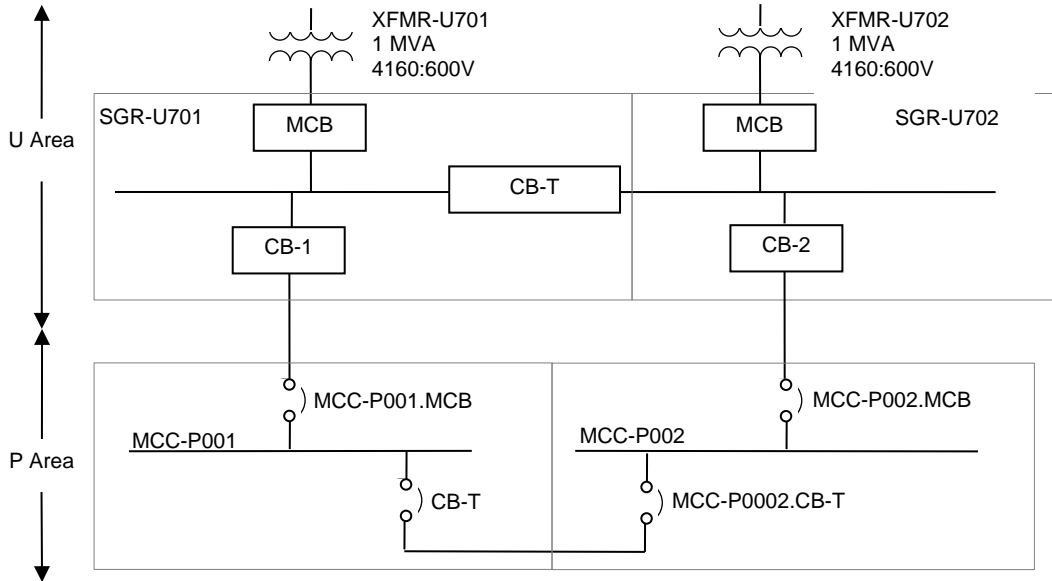 XFMR-U701
1 MVA
4160:600V
XFMR-U702
1 MVA
4160:600V
U Area
SGR-U701
MCB
MCB
SGR-U702
CB-T
CB-1
CB-2
P Area
MCC-P001.MCB
MCC-P002.MCB
MCC-P001
MCC-P002
CB-T
MCC-P0002.CB-T